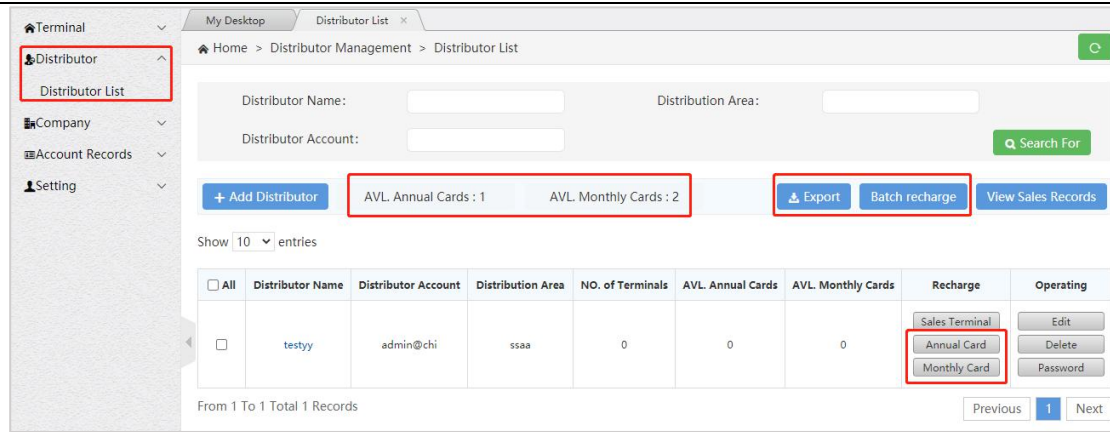 Terminal
Distributor
Distributor List
Company
Account Records
Setting
My Desktop Distributor List ×
Home > Distributor Management > Distributor List
Distributor Name: Distribution Area:
Distributor Account:
Search For
+ Add Distributor AVL. Annual Cards : 1 AVL. Monthly Cards : 2 Export Batch recharge View Sales Records
Show 10 entries
All Distributor Name Distributor Account Distribution Area NO. of Terminals AVL. Annual Cards AVL. Monthly Cards Recharge Operating
testyy admin@chi ssaa 0 0 0
Sales Terminal Edit
Annual Card Delete
Monthly Card Password
From 1 To 1 Total 1 Records
Previous 1 Next